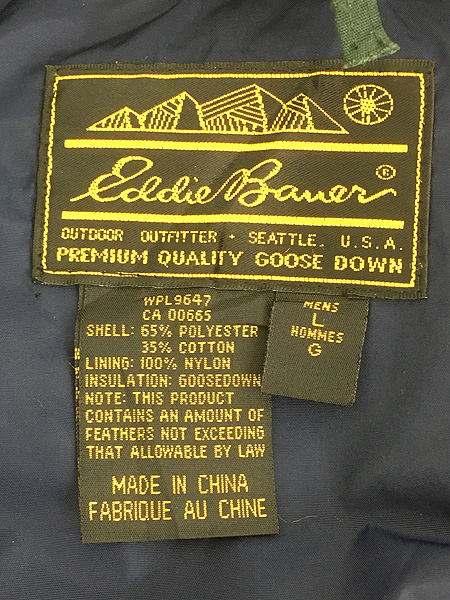 Eddie Bauer®
OUTDOOR OUTFITTER · SEATTLE, U.S.A.
PREMIUM QUALITY GOOSE DOWN
WPL9647
CA 00665
SHELL: 65% POLYESTER
35% COTTON
LINING: 100% NYLON
INSULATION: GOOSEDOWN
NOTE: THIS PRODUCT
CONTAINS AN AMOUNT OF
FEATHERS NOT EXCEEDING
THAT ALLOWABLE BY LAW
MADE IN CHINA
FABRIQUE AU CHINE
MENS
L
HOMMES
G